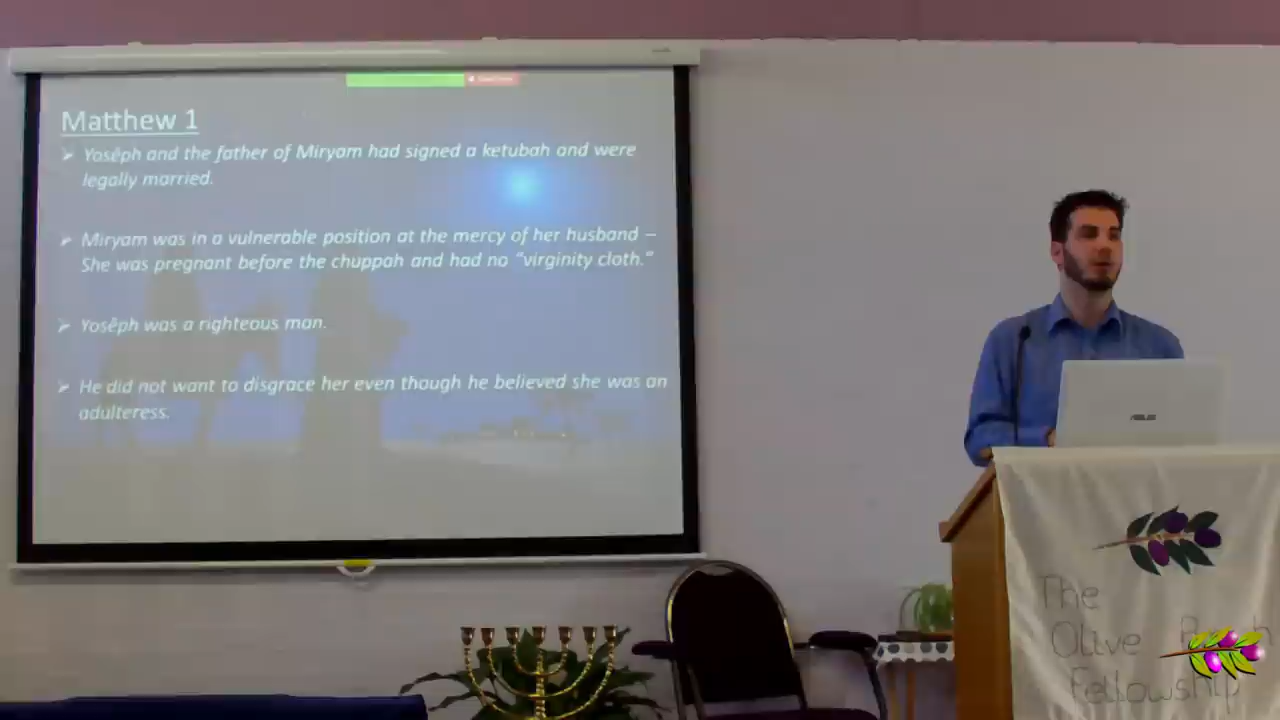 Matthew 1
➤ Yosêph and the father of Miryam had signed a ketubah and were
legally married.
➤ Miryam was in a vulnerable position at the mercy of her husband –
She was pregnant before the chuppah and had no “virginity cloth.”
➤ Yosêph was a righteous man.
➤ He did not want to disgrace her even though he believed she was an
adulteress.
ASUS
The
Olive
Fellowship